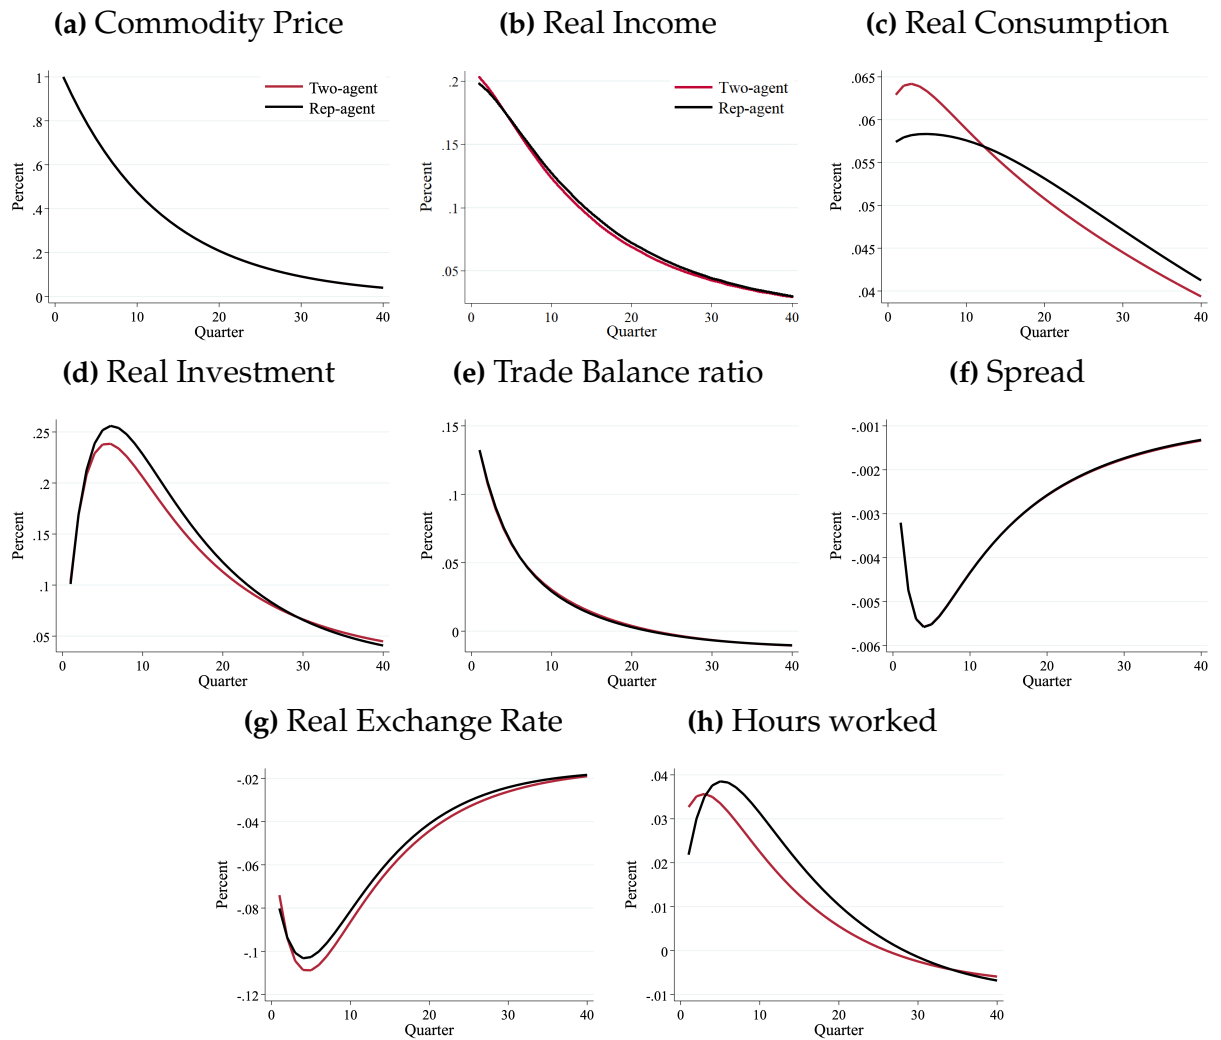 (a) Commodity Price
1
.8
.6
.4
.2
0
Percent
0 10 20 30 40
Quarter
Two-agent
Rep-agent
(b) Real Income
.2
.15
.1
.05
Percent
0 10 20 30 40
Quarter
Two-agent
Rep-agent
(c) Real Consumption
.065
.06
.055
.05
.045
.04
Percent
0 10 20 30 40
Quarter
(d) Real Investment
.25
.2
.15
.1
.05
Percent
0 10 20 30 40
Quarter
(e) Trade Balance ratio
.15
.1
.05
0
Percent
0 10 20 30 40
Quarter
(f) Spread
-.001
-.002
-.003
-.004
-.005
-.006
Percent
0 10 20 30 40
Quarter
(g) Real Exchange Rate
-.02
-.04
-.06
-.08
-.1
-.12
Percent
0 10 20 30 40
Quarter
(h) Hours worked
.04
.03
.02
.01
0
-.01
Percent
0 10 20 30 40
Quarter